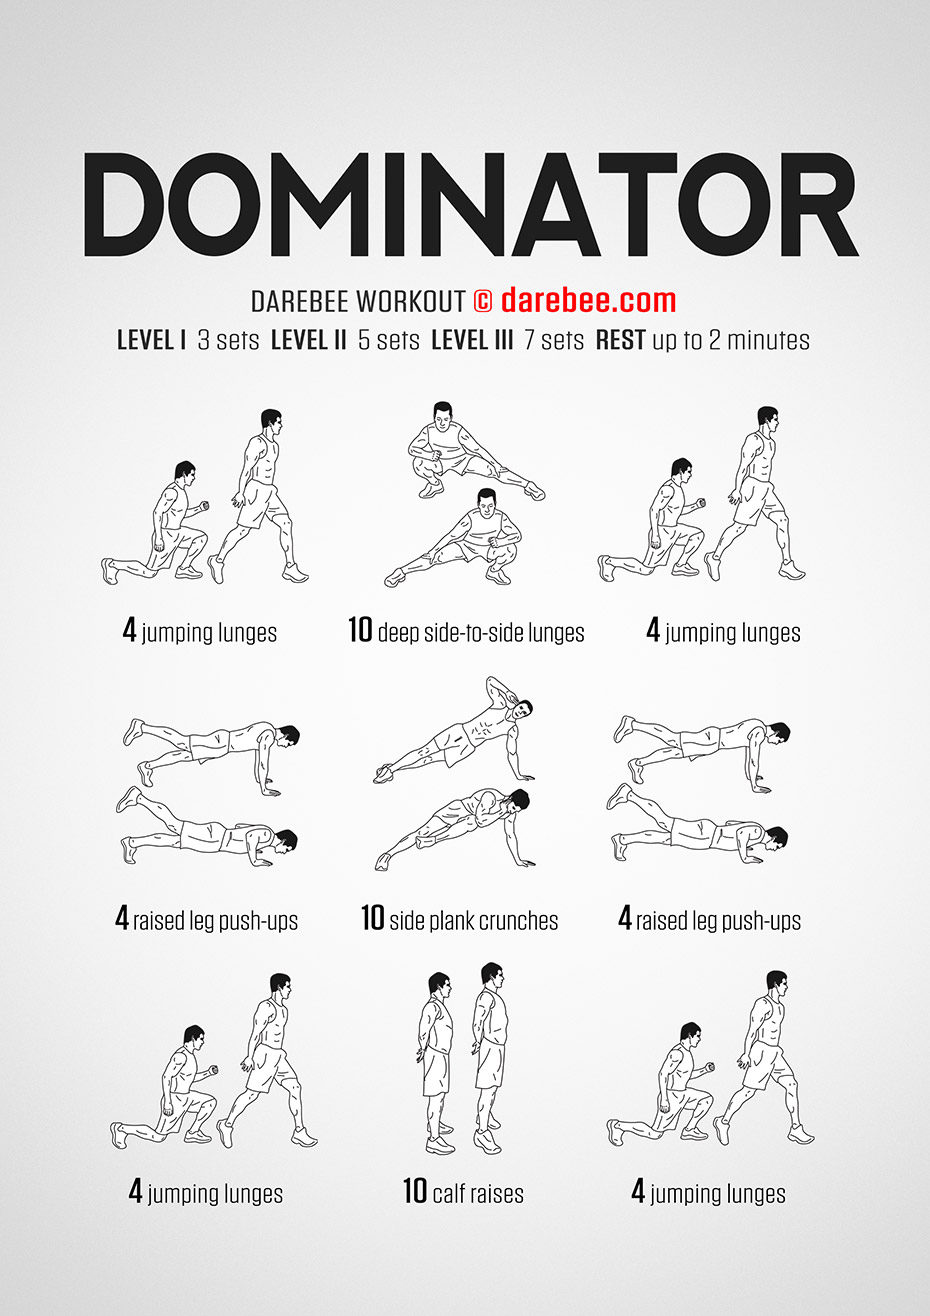 DOMINATOR
DAREBEE WORKOUT © darebee.com
LEVEL I 3 sets LEVEL II 5 sets LEVEL III 7 sets REST up to 2 minutes
4 jumping lunges
10 deep side-to-side lunges
4 jumping lunges
4 raised leg push-ups
10 side plank crunches
4 raised leg push-ups
4 jumping lunges
10 calf raises
4 jumping lunges